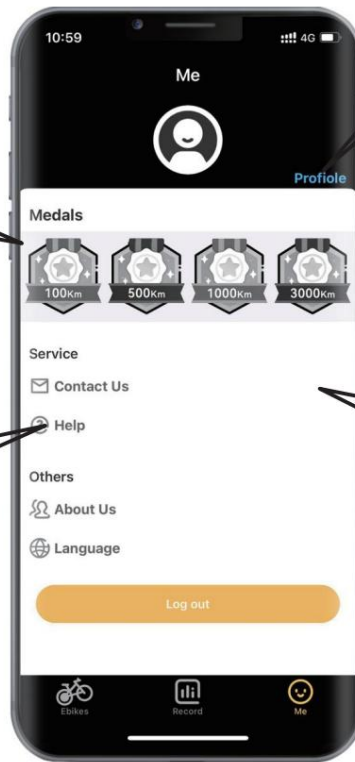 10:59 4G
Me
Profiole
Medals
100Km 500Km 1000Km 3000Km
Service
Contact Us
Help
Others
About Us
Language
Log out
Ebikes Record Me